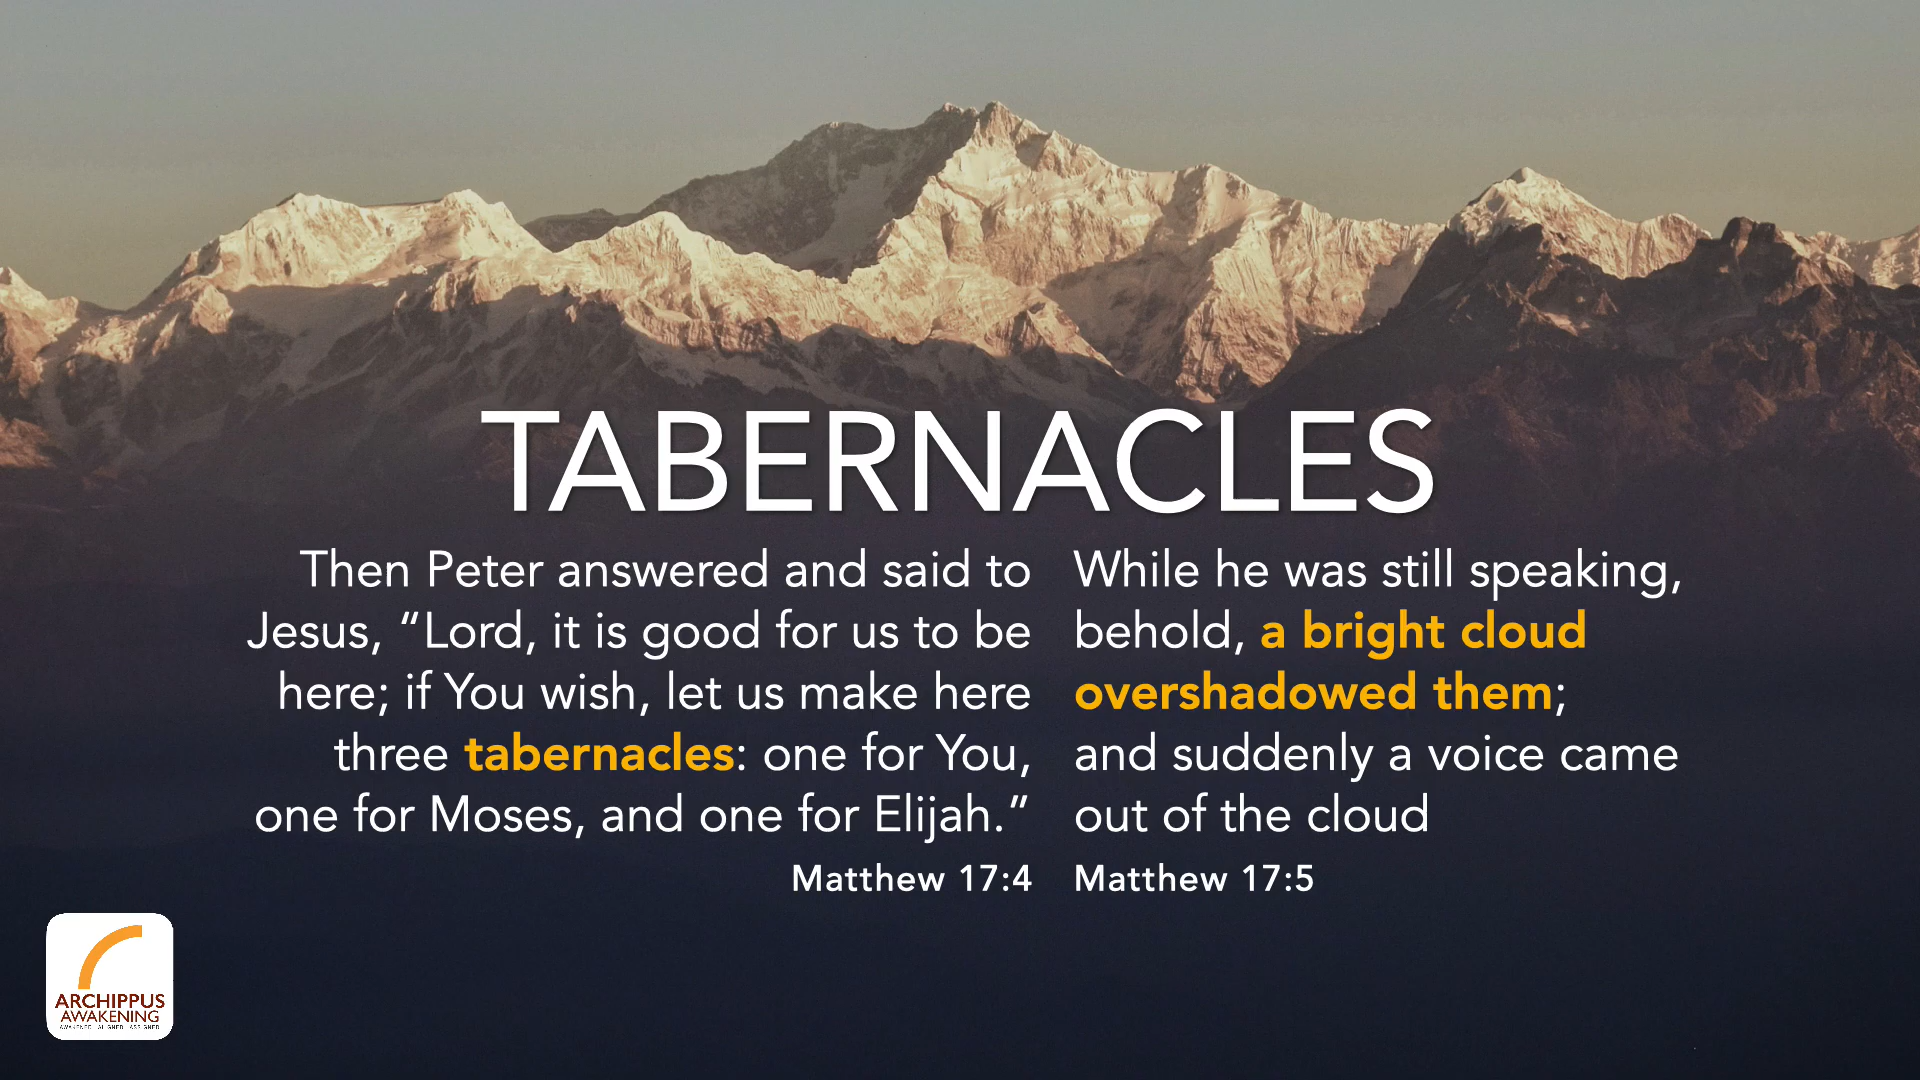 TABERNACLES
Then Peter answered and said to
Jesus, “Lord, it is good for us to be
here; if You wish, let us make here
three tabernacles: one for You,
one for Moses, and one for Elijah.”
Matthew 17:4
While he was still speaking,
behold, a bright cloud
overshadowed them;
and suddenly a voice came
out of the cloud
Matthew 17:5
ARCHIPPUS
AWAKENING
AWAKENED ALIGNED ASSIGNED